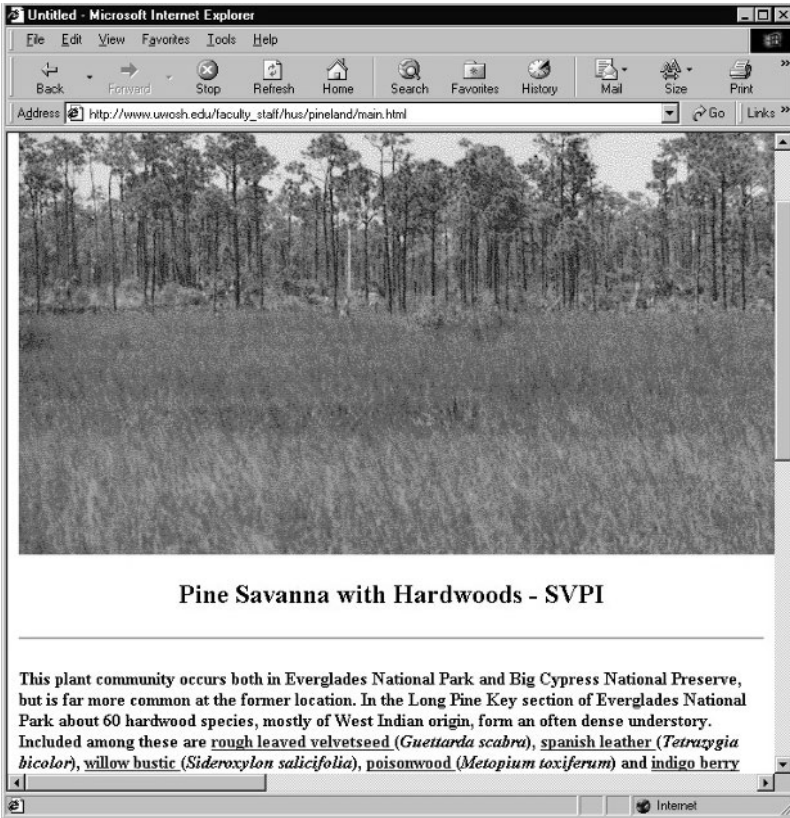 Untitled - Microsoft Internet Explorer
File Edit View Favorites Tools Help
Back Forward Stop Refresh Home Search Favorites History Mail Size Print »
Address http://www.uwosh.edu/faculty_staff/hus/pineland/main.html Go Links »
Pine Savanna with Hardwoods - SVPI
This plant community occurs both in Everglades National Park and Big Cypress National Preserve,
but is far more common at the former location. In the Long Pine Key section of Everglades National
Park about 60 hardwood species, mostly of West Indian origin, form an often dense understory.
Included among these are rough leaved velvetseed (Guettarda scabra), spanish leather (Tetrazygia
bicolor), willow bustic (Sideroxylon salicifolia), poisonwood (Metopium toxiferum) and indigo berry
Internet